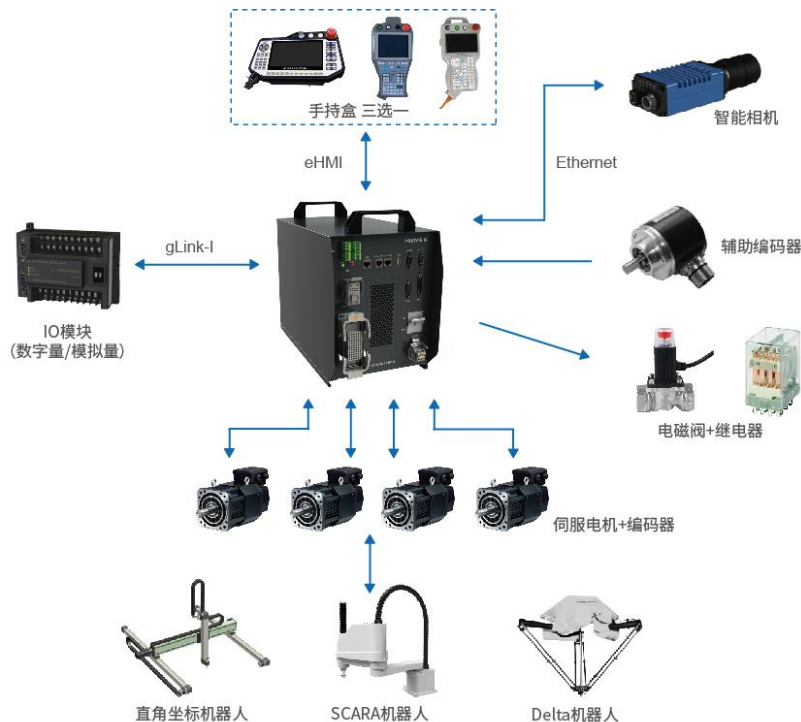 手持盒 三选一
智能相机
eHMI
Ethernet
gLink-I
辅助编码器
IO模块
(数字量/模拟量)
电磁阀+继电器
伺服电机+编码器
直角坐标机器人
SCARA机器人
Delta机器人